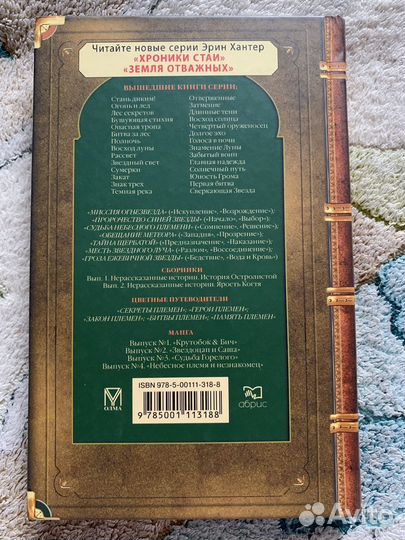 Читайте новые серии Эрин Хантер
«ХРОНИКИ СТАИ»
«ЗЕМЛЯ ОТВАЖНЫХ»
ВЫШЕДШИЕ КНИГИ СЕРИИ:
Стань диким!
Огонь и лед
Лес секретов
Бушующая стихия
Опасная тропа
Битва за лес
Полночь
Восход луны
Рассвет
Звездный свет
Сумерки
Закат
Знак трех
Темная река
Отверженные
Затмение
Длинные тени
Восход солнца
Четвертый оруженосец
Долгое эхо
Голоса в ночи
Знамение Луны
Забытый воин
Главная надежда
Солнечный путь
Юность Грома
Первая битва
Сверкающая Звезда
«МИССИЯ ОГНЕЗВЕЗДА» («Искупление», «Возрождение»);
«ПРОРОЧЕСТВО СИНЕЙ ЗВЕЗДЫ» («Начало», «Выбор»);
«СУДЬБА НЕБЕСНОГО ПЛЕМЕНИ» («Сомнение», «Решение»);
«ОБЕЩАНИЕ МЕТЕОРА» («Западня», «Прозрение»);
«ТАЙНА ЩЕРБАТОЙ» («Предназначение», «Наказание»);
«МЕСТЬ ЗВЕЗДНОГО ЛУЧА» («Разлом», «Воссоединение»);
«ГРОЗА ЕЖЕВИЧНОЙ ЗВЕЗДЫ» («Бедствие», «Вода и Кровь»)
СБОРНИКИ
Вып. 1. Нерассказанные истории. История Остролистой
Вып. 2. Нерассказанные истории. Ярость Когтя
ЦВЕТНЫЕ ПУТЕВОДИТЕЛИ
«СЕКРЕТЫ ПЛЕМЕН»; «ГЕРОИ ПЛЕМЕН»;
«ЗАКОН ПЛЕМЕН»; «БИТВЫ ПЛЕМЕН»; «ПАМЯТЬ ПЛЕМЕН»
МАНГА
Выпуск №1. «Крутобок & Бич»
Выпуск №2. «Звездоцап и Саша»
Выпуск №3. «Судьба Горелого»
Выпуск №4. «Небесное племя и незнакомец»
ISBN 978-5-00111-318-8
9 785001 113188
ОЛМА
абрис
Avito